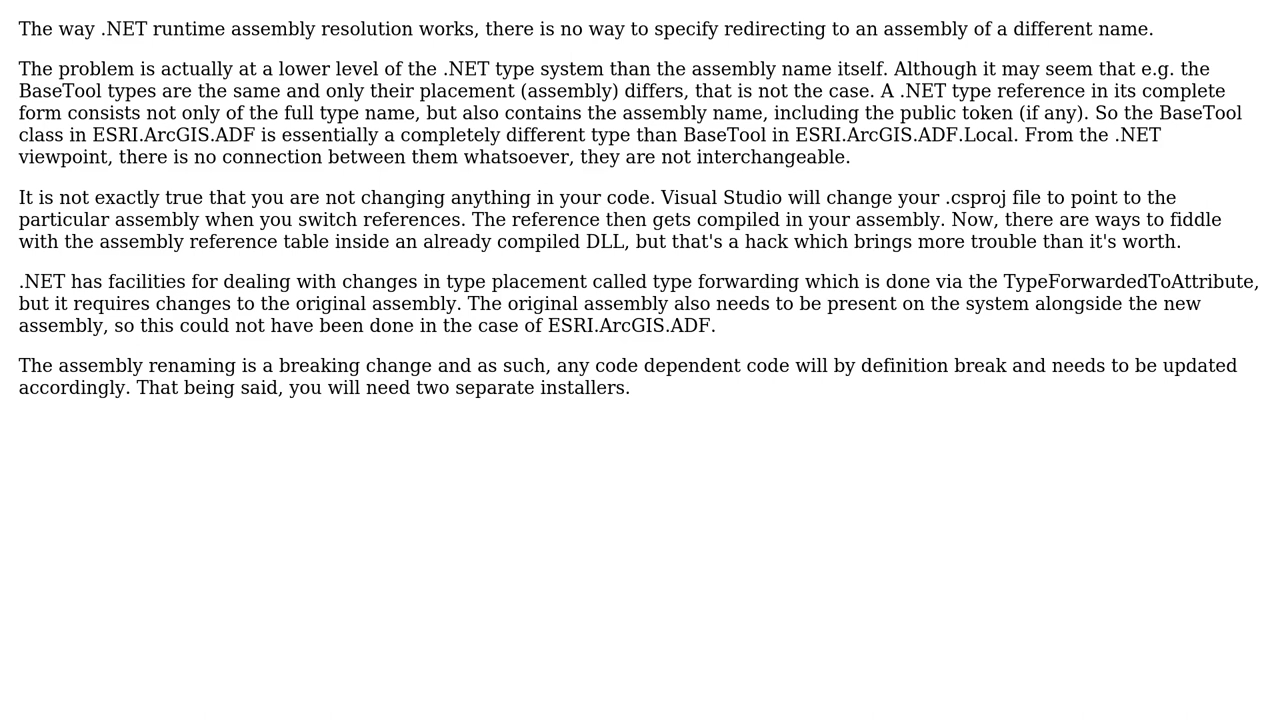 The way .NET runtime assembly resolution works, there is no way to specify redirecting to an assembly of a different name.
The problem is actually at a lower level of the .NET type system than the assembly name itself. Although it may seem that e.g. the
BaseTool types are the same and only their placement (assembly) differs, that is not the case. A .NET type reference in its complete
form consists not only of the full type name, but also contains the assembly name, including the public token (if any). So the BaseTool
class in ESRI.ArcGIS.ADF is essentially a completely different type than BaseTool in ESRI.ArcGIS.ADF.Local. From the .NET
viewpoint, there is no connection between them whatsoever, they are not interchangeable.
It is not exactly true that you are not changing anything in your code. Visual Studio will change your .csproj file to point to the
particular assembly when you switch references. The reference then gets compiled in your assembly. Now, there are ways to fiddle
with the assembly reference table inside an already compiled DLL, but that's a hack which brings more trouble than it's worth.
.NET has facilities for dealing with changes in type placement called type forwarding which is done via the TypeForwardedToAttribute,
but it requires changes to the original assembly. The original assembly also needs to be present on the system alongside the new
assembly, so this could not have been done in the case of ESRI.ArcGIS.ADF.
The assembly renaming is a breaking change and as such, any code dependent code will by definition break and needs to be updated
accordingly. That being said, you will need two separate installers.